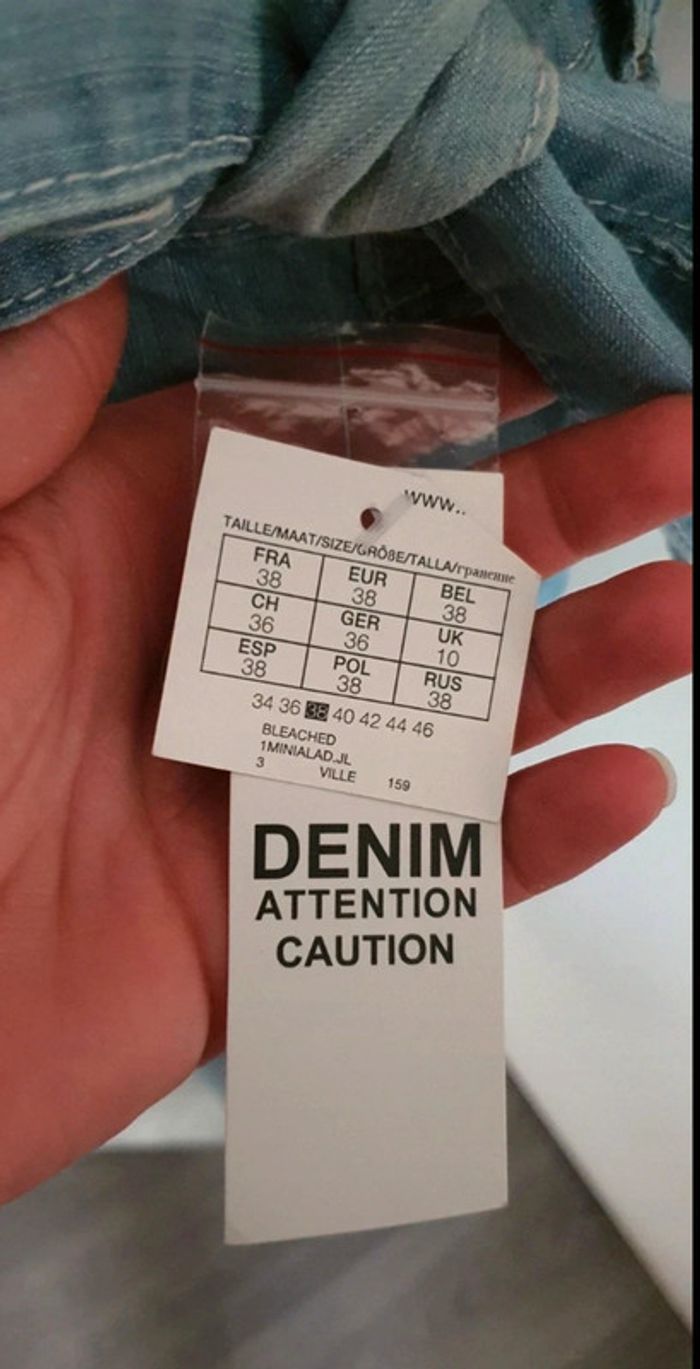 www..
TAILLE/MAAT/SIZE/GRÖßE/TALLA/гранение
FRA EUR BEL
38 38 38
CH GER UK
36 36 10
ESP POL RUS
38 38 38
34 36 38 40 42 44 46
BLEACHED
1MINIALAD.JL
3 VILLE 159
DENIM
ATTENTION
CAUTION